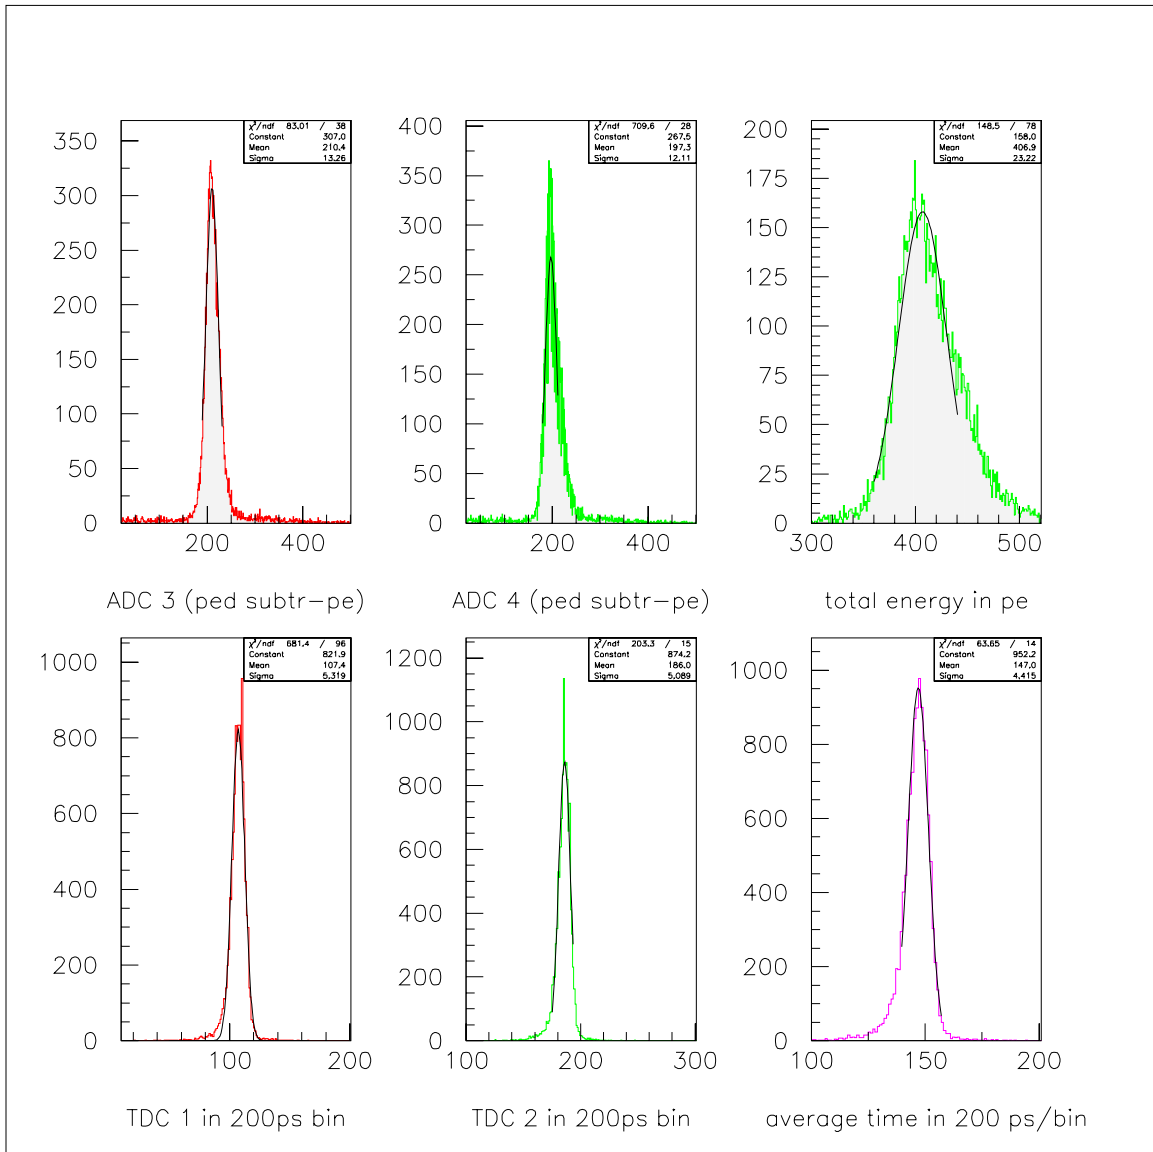 χ²/ndf 83.01 / 38
Constant 307.0
Mean 210.4
Sigma 13.26
350
300
250
200
150
100
50
0
200 400
ADC 3 (ped subtr-pe)
χ²/ndf 709.6 / 28
Constant 267.5
Mean 197.3
Sigma 12.11
400
350
300
250
200
150
100
50
0
200 400
ADC 4 (ped subtr-pe)
χ²/ndf 148.5 / 78
Constant 158.0
Mean 406.9
Sigma 23.22
200
175
150
125
100
75
50
25
0
300 400 500
total energy in pe
χ²/ndf 681.4 / 96
Constant 821.9
Mean 107.4
Sigma 5.319
1000
800
600
400
200
0
100 200
TDC 1 in 200ps bin
χ²/ndf 203.3 / 15
Constant 874.2
Mean 186.0
Sigma 5.089
1200
1000
800
600
400
200
0
100 200 300
TDC 2 in 200ps bin
χ²/ndf 63.65 / 14
Constant 952.2
Mean 147.0
Sigma 4.415
1000
800
600
400
200
0
100 150 200
average time in 200 ps/bin